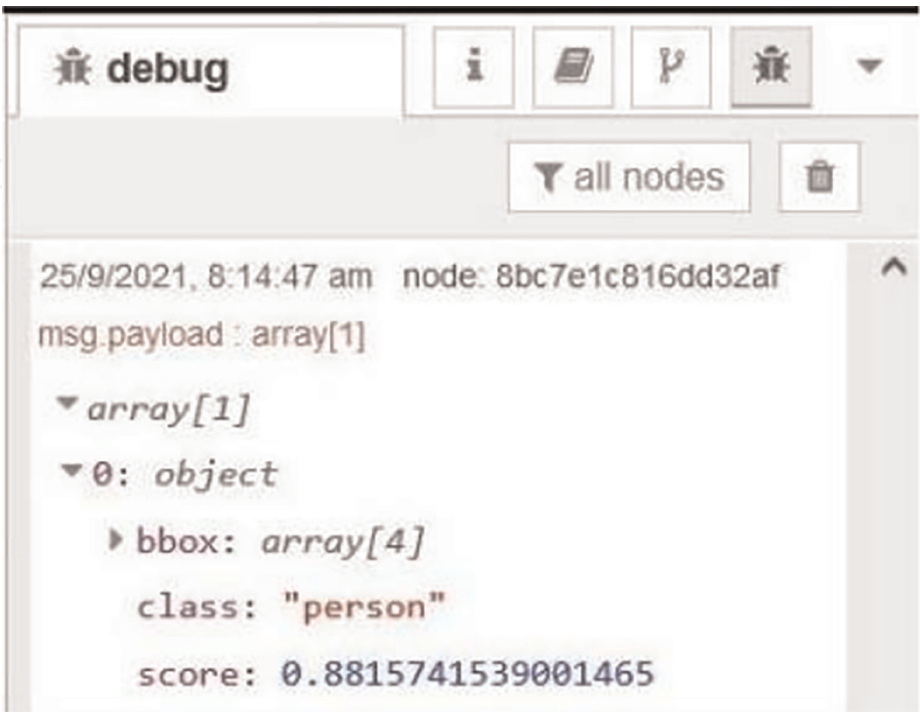 debug
all nodes
25/9/2021, 8:14:47 am node: 8bc7e1c816dd32af
msg.payload : array[1]
array[1]
0: object
bbox: array[4]
class: "person"
score: 0.8815741539001465